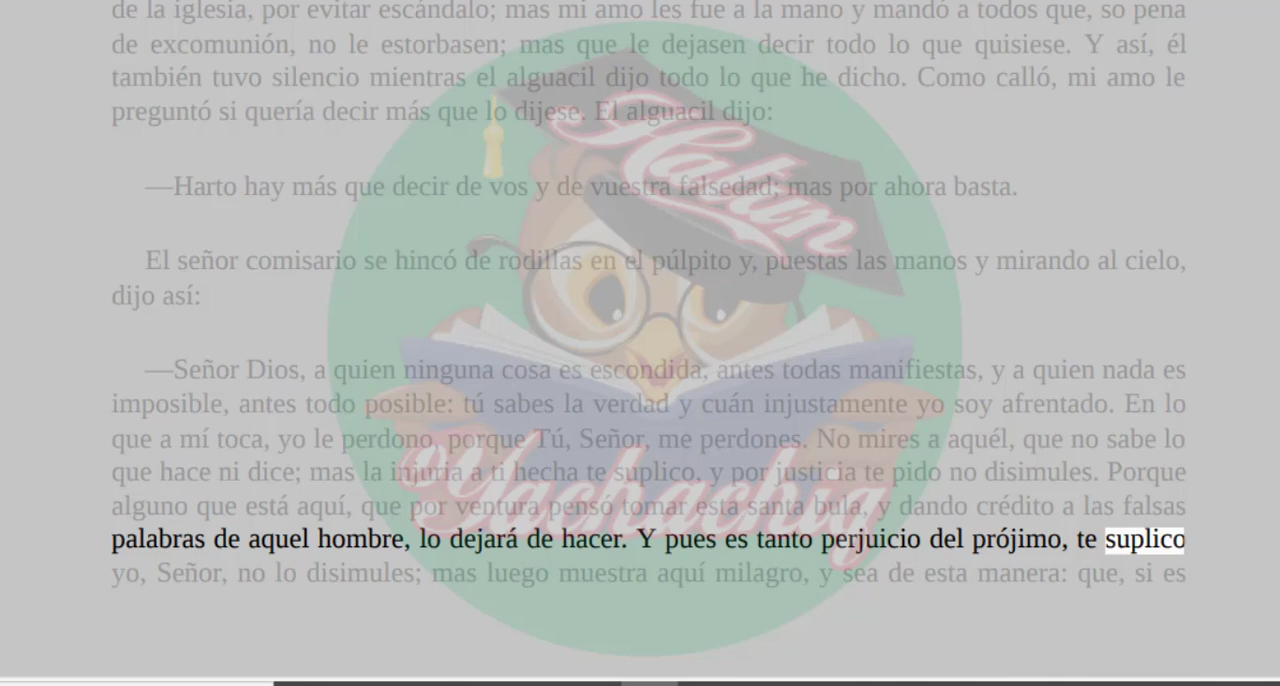 de la iglesia, por evitar escándalo; mas mi amo les fue a la mano y mandó a todos que, so pena
de excomunión, no le estorbasen; mas que le dejasen decir todo lo que quisiese. Y así, él
también tuvo silencio mientras el alguacil dijo todo lo que he dicho. Como calló, mi amo le
preguntó si quería decir más que lo dijese. El alguacil dijo:
—Harto hay más que decir de vos y de vuestra falsedad; mas por ahora basta.
El señor comisario se hincó de rodillas en el púlpito y, puestas las manos y mirando al cielo,
dijo así:
—Señor Dios, a quien ninguna cosa es escondida, antes todas manifiestas, y a quien nada es
imposible, antes todo posible: tú sabes la verdad y cuán injustamente yo soy afrentado. En lo
que a mí toca, yo le perdono, porque Tú, Señor, me perdones. No mires a aquél, que no sabe lo
que hace ni dice; mas la injuria a ti hecha te suplico, y por justicia te pido no disimules. Porque
alguno que está aquí, que por ventura pensó tomar esta santa bula, y dando crédito a las falsas
palabras de aquel hombre, lo dejará de hacer. Y pues es tanto perjuicio del prójimo, te suplico
yo, Señor, no lo disimules; mas luego muestra aquí milagro, y sea de esta manera: que, si es
Hatun
@Yachachiq